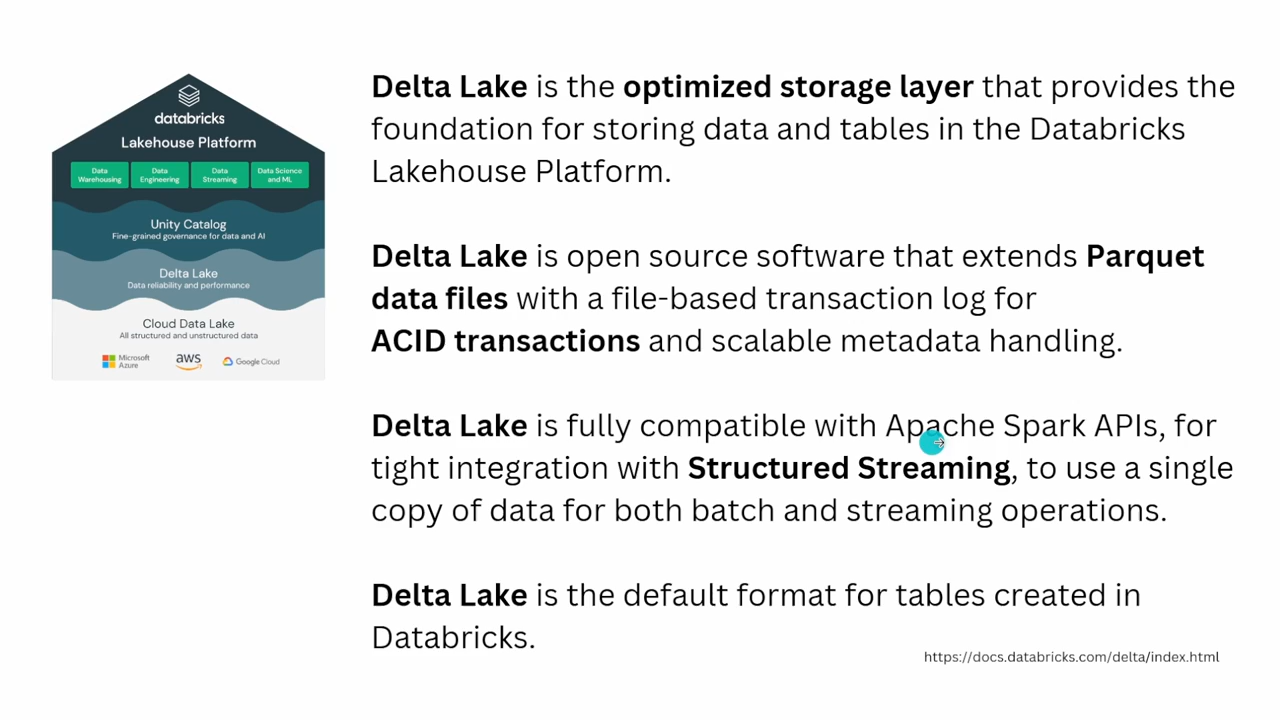 databricks
Lakehouse Platform
Data Warehousing
Data Engineering
Data Streaming
Data Science and ML
Unity Catalog
Fine-grained governance for data and AI
Delta Lake
Data reliability and performance
Cloud Data Lake
All structured and unstructured data
Microsoft Azure
aws
Google Cloud
Delta Lake is the optimized storage layer that provides the
foundation for storing data and tables in the Databricks
Lakehouse Platform.
Delta Lake is open source software that extends Parquet
data files with a file-based transaction log for
ACID transactions and scalable metadata handling.
Delta Lake is fully compatible with Apache Spark APIs, for
tight integration with Structured Streaming, to use a single
copy of data for both batch and streaming operations.
Delta Lake is the default format for tables created in
Databricks.
https://docs.databricks.com/delta/index.html